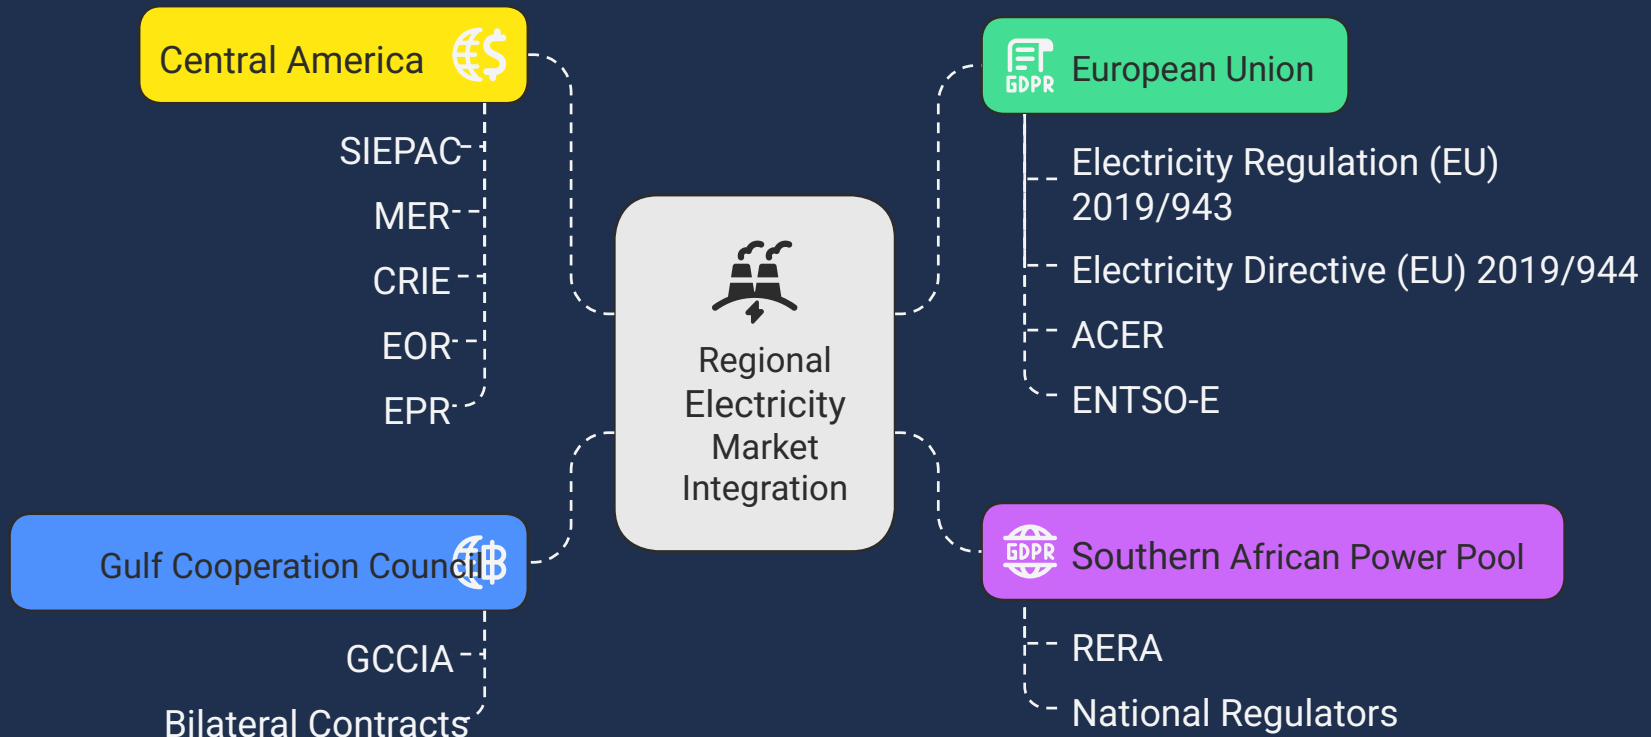 Central America
SIEPAC
MER
CRIE
EOR
EPR
Gulf Cooperation Council
GCCIA
Bilateral Contracts
Regional
Electricity
Market
Integration
GDPR
European Union
Electricity Regulation (EU)
2019/943
Electricity Directive (EU) 2019/944
ACER
ENTSO-E
GDPR
Southern African Power Pool
RERA
National Regulators